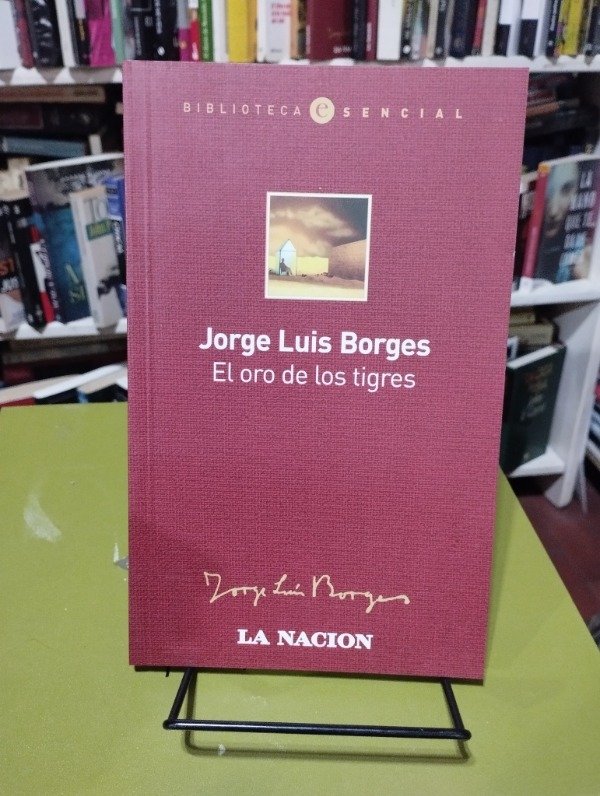 BIBLIOTECA eSENCIAL
Jorge Luis Borges
El oro de los tigres
Jorge Luis Borges
LA NACION